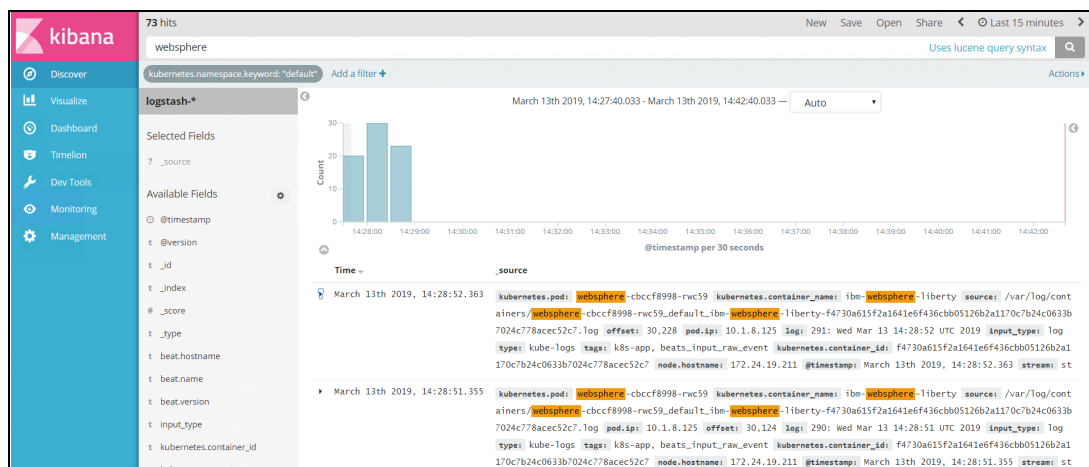 kibana
Discover
Visualize
Dashboard
Timelion
Dev Tools
Monitoring
Management
73 hits
New Save Open Share Last 15 minutes
websphere
Uses lucene query syntax
kubernetes.namespace.keyword: "default" Add a filter +
Actions
logstash-*
Selected Fields
? _source
Available Fields
@timestamp
t @version
t _id
t _index
# _score
t _type
t beat.hostname
t beat.name
t beat.version
t input_type
t kubernetes.container_id
March 13th 2019, 14:27:40.033 - March 13th 2019, 14:42:40.033 — Auto
Count
30
20
10
0
14:28:00 14:29:00 14:30:00 14:31:00 14:32:00 14:33:00 14:34:00 14:35:00 14:36:00 14:37:00 14:38:00 14:39:00 14:40:00 14:41:00 14:42:00
@timestamp per 30 seconds
Time _source
March 13th 2019, 14:28:52.363 kubernetes.pod: websphere-cbccf8998-rwc59 kubernetes.container_name: ibm-websphere-liberty source: /var/log/cont
ainers/websphere-cbccf8998-rwc59_default_ibm-websphere-liberty-f4730a615f2a1641e6f436cbb05126b2a1170c7b24c0633b
7024c778acec52c7.log offset: 30,228 pod.ip: 10.1.8.125 log: 291: Wed Mar 13 14:28:52 UTC 2019 input_type: log
type: kube-logs tags: k8s-app, beats_input_raw_event kubernetes.container_id: f4730a615f2a1641e6f436cbb05126b2a1
170c7b24c0633b7024c778acec52c7 node.hostname: 172.24.19.211 @timestamp: March 13th 2019, 14:28:52.363 stream: st
March 13th 2019, 14:28:51.355 kubernetes.pod: websphere-cbccf8998-rwc59 kubernetes.container_name: ibm-websphere-liberty source: /var/log/cont
ainers/websphere-cbccf8998-rwc59_default_ibm-websphere-liberty-f4730a615f2a1641e6f436cbb05126b2a1170c7b24c0633b
7024c778acec52c7.log pod.ip: 10.1.8.125 offset: 30,124 log: 290: Wed Mar 13 14:28:51 UTC 2019 input_type: log
type: kube-logs tags: k8s-app, beats_input_raw_event kubernetes.container_id: f4730a615f2a1641e6f436cbb05126b2a1
170c7b24c0633b7024c778acec52c7 node.hostname: 172.24.19.211 @timestamp: March 13th 2019, 14:28:51.355 stream: st